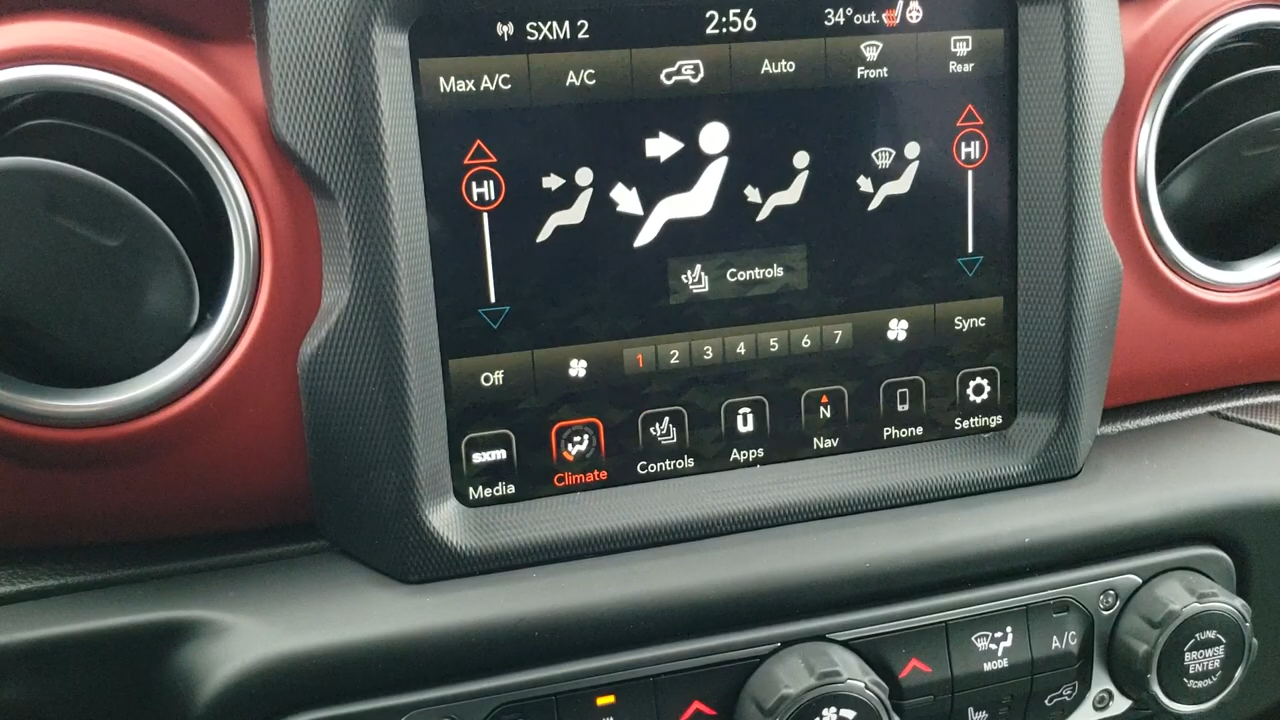 SXM 2
2:56
34°out.
Max A/C
A/C
Auto
Front
Rear
HI
HI
Controls
Off
1 2 3 4 5 6 7
Sync
sxm
Media
Climate
Controls
ü
Apps
N
Nav
Phone
Settings
MODE
A/C
TUNE
BROWSE
ENTER
SCROLL